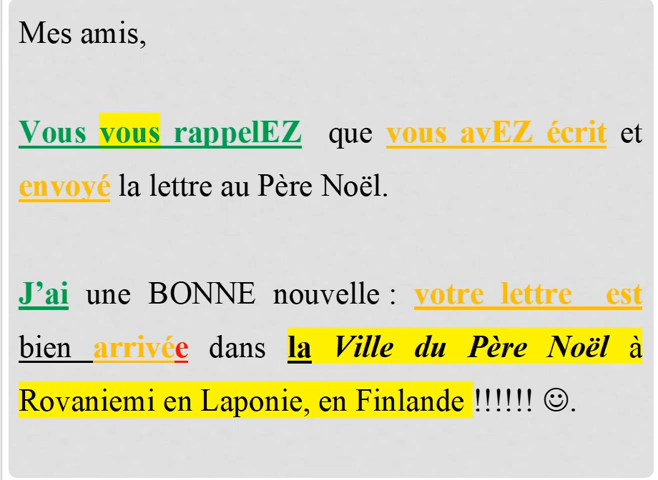 Mes amis,
Vous vous rappelEZ que vous avEZ écrit et
envoyé la lettre au Père Noël.
J'ai une BONNE nouvelle : votre lettre est
bien arrivée dans la Ville du Père Noël à
Rovaniemi en Laponie, en Finlande !!!!!! ☺.